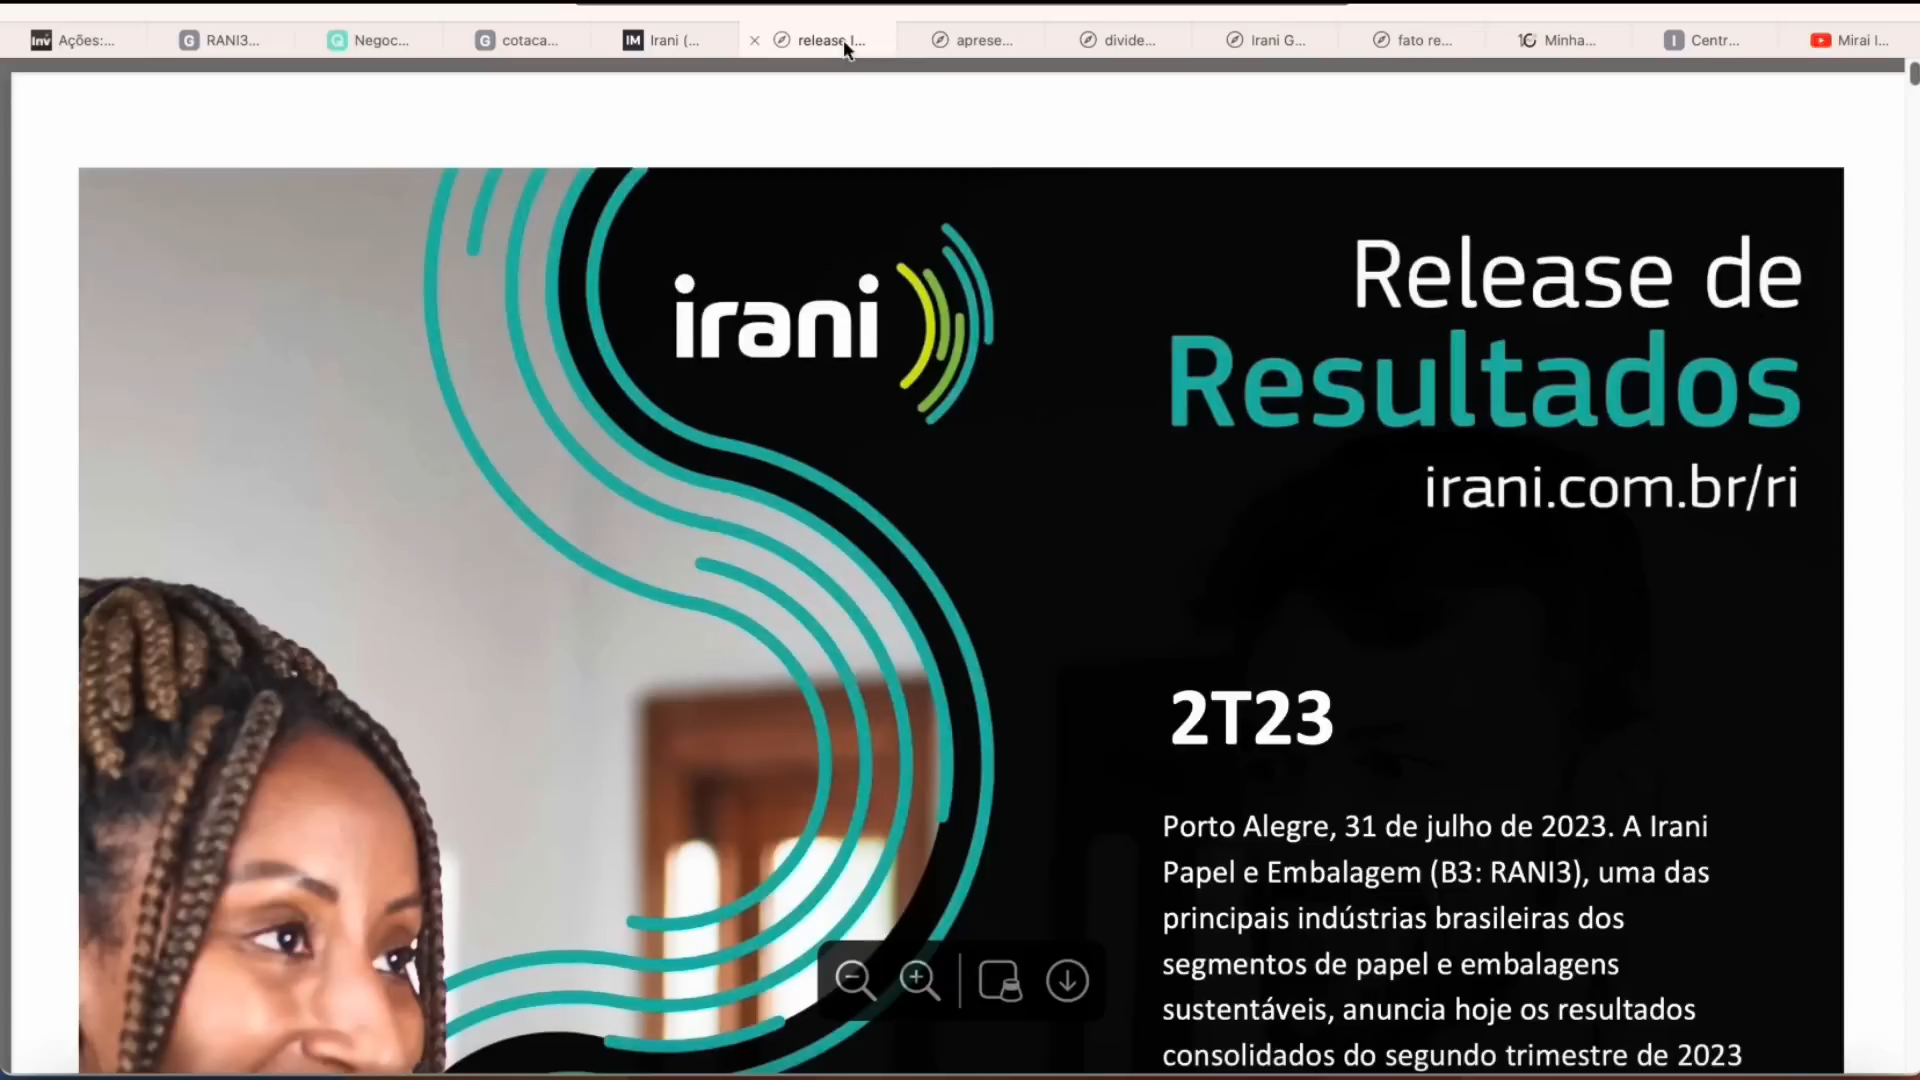 Inv Ações:...
G RANI3...
Q Negoc...
G cotaca...
IM Irani (...
release I...
aprese...
divide...
Irani G...
fato re...
Minha...
I Centr...
Mirai I...
irani
Release de
Resultados
irani.com.br/ri
2T23
Porto Alegre, 31 de julho de 2023. A Irani
Papel e Embalagem (B3: RANI3), uma das
principais indústrias brasileiras dos
segmentos de papel e embalagens
sustentáveis, anuncia hoje os resultados
consolidados do segundo trimestre de 2023